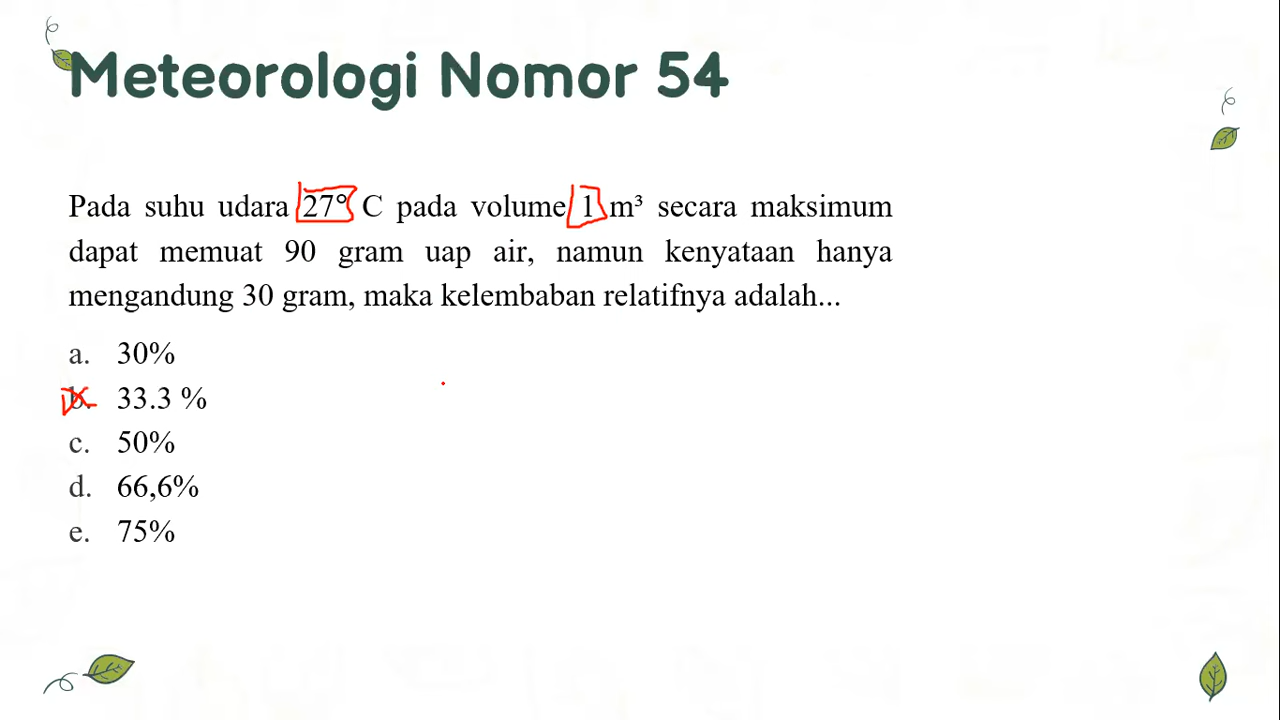 Meteorologi Nomor 54
Pada suhu udara 27° C pada volume 1 m³ secara maksimum
dapat memuat 90 gram uap air, namun kenyataan hanya
mengandung 30 gram, maka kelembaban relatifnya adalah...
a. 30%
b. 33.3 %
c. 50%
d. 66,6%
e. 75%